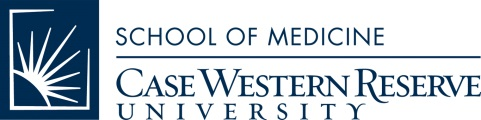 SCHOOL OF MEDICINE
CASE WESTERN RESERVE
UNIVERSITY